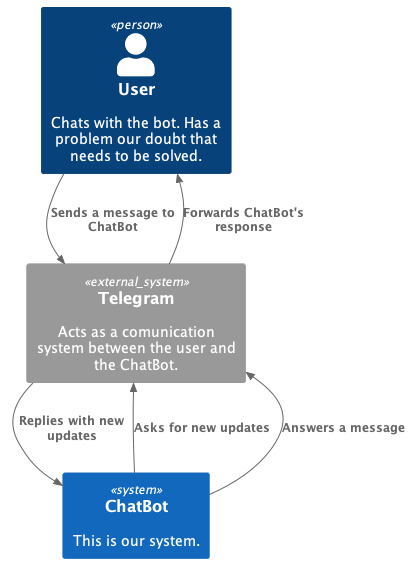 «person»
User
Chats with the bot. Has a
problem our doubt that
needs to be solved.
Sends a message to
ChatBot
Forwards ChatBot's
response
«external_system»
Telegram
Acts as a comunication
system between the user and
the ChatBot.
Replies with new
updates
Asks for new updates
Answers a message
«system»
ChatBot
This is our system.